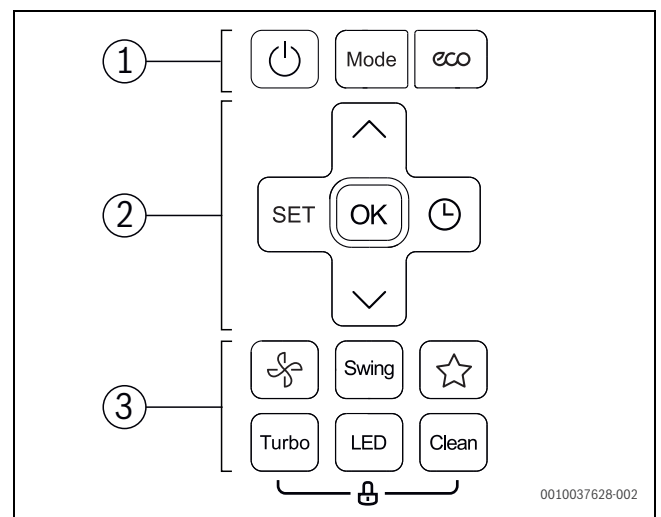 1
Mode eco
2
SET OK
3
Swing
Turbo LED Clean
0010037628-002